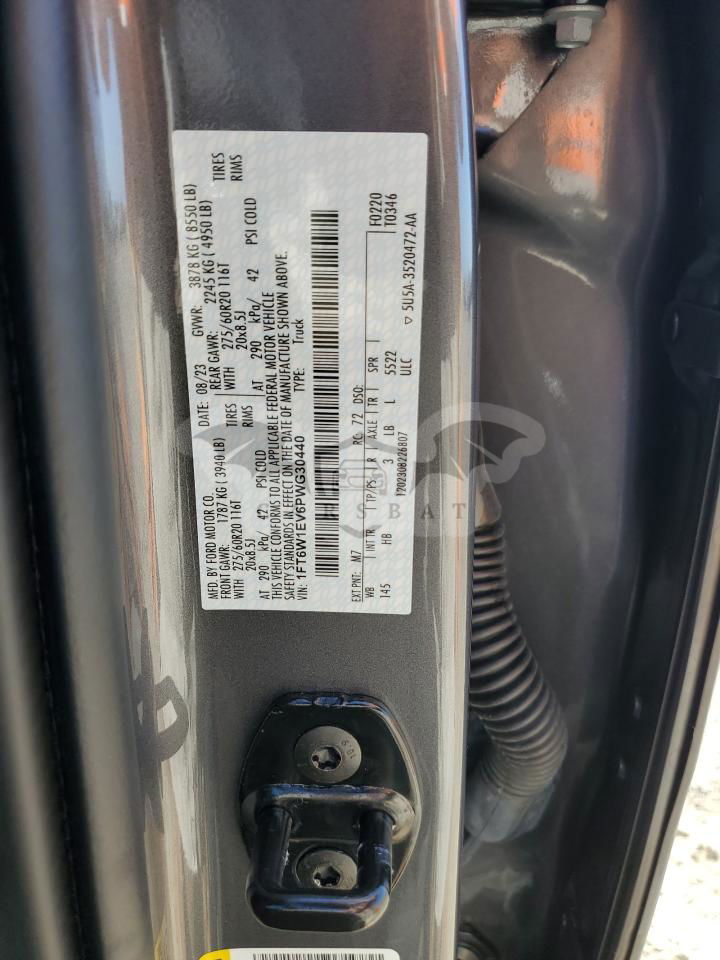 MFD. BY FORD MOTOR CO. DATE: 08/23 GVWR: 3878 KG ( 8550 LB)
FRONT GAWR: 1787 KG ( 3940 LB) REAR GAWR: 2245 KG ( 4950 LB)
WITH 275/60R20 116T TIRES WITH 275/60R20 116T TIRES
20x8.5J RIMS 20x8.5J RIMS
AT 290 kPa/ 42 PSI COLD AT 290 kPa/ 42 PSI COLD
THIS VEHICLE CONFORMS TO ALL APPLICABLE FEDERAL MOTOR VEHICLE
SAFETY STANDARDS IN EFFECT ON THE DATE OF MANUFACTURE SHOWN ABOVE.
VIN: 1FT6W1EV6PWG30440 TYPE: Truck
EXT PNT: M7 RC: 72 DSO: F0220
WB INT TR TP/PS R AXLE TR SPR T0346
145 HB 3 LB L 5522
ULC
1202308226807 5U5A-3520472-AA
RSBAT
10.9